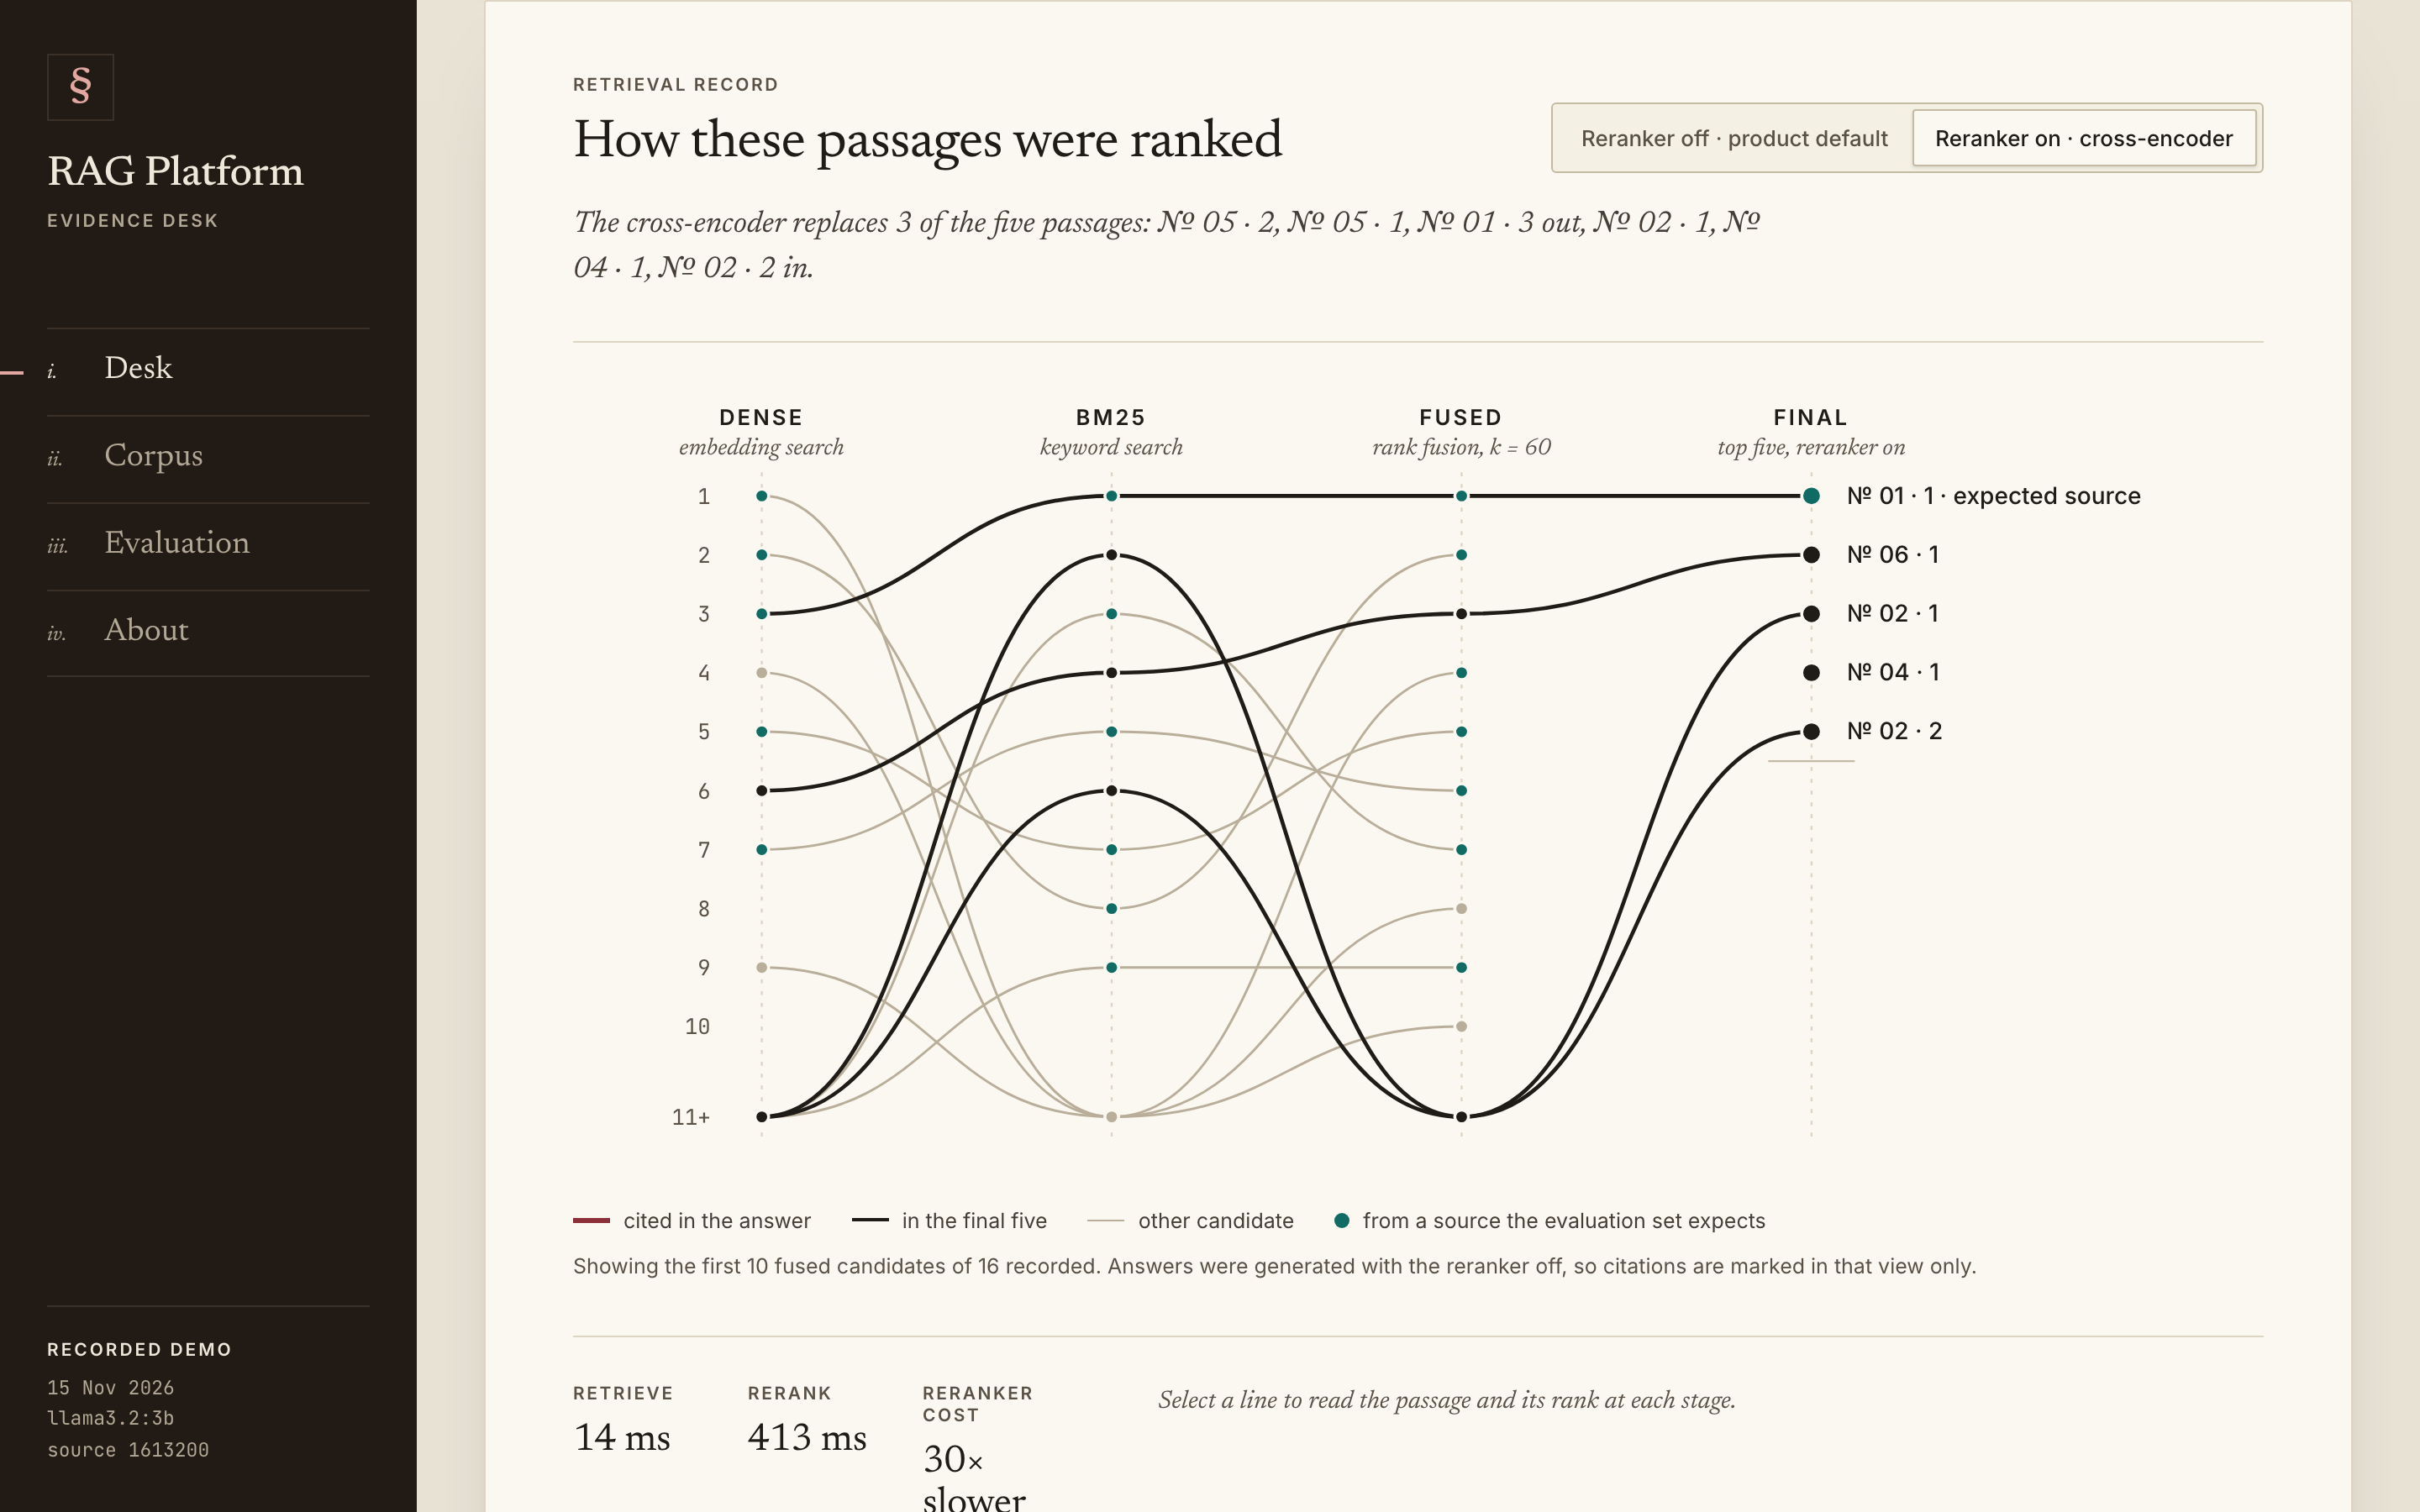 §
RAG Platform
EVIDENCE DESK
i. Desk
ii. Corpus
iii. Evaluation
iv. About
RECORDED DEMO
15 Nov 2026
llama3.2:3b
source 1613200
RETRIEVAL RECORD
How these passages were ranked
Reranker off · product default
Reranker on · cross-encoder
The cross-encoder replaces 3 of the five passages: № 05 · 2, № 05 · 1, № 01 · 3 out, № 02 · 1, №
04 · 1, № 02 · 2 in.
DENSE
embedding search
BM25
keyword search
FUSED
rank fusion, k = 60
FINAL
top five, reranker on
1
2
3
4
5
6
7
8
9
10
11+
№ 01 · 1 · expected source
№ 06 · 1
№ 02 · 1
№ 04 · 1
№ 02 · 2
cited in the answer
in the final five
other candidate
from a source the evaluation set expects
Showing the first 10 fused candidates of 16 recorded. Answers were generated with the reranker off, so citations are marked in that view only.
RETRIEVE
14 ms
RERANK
413 ms
RERANKER
COST
30×
slower
Select a line to read the passage and its rank at each stage.